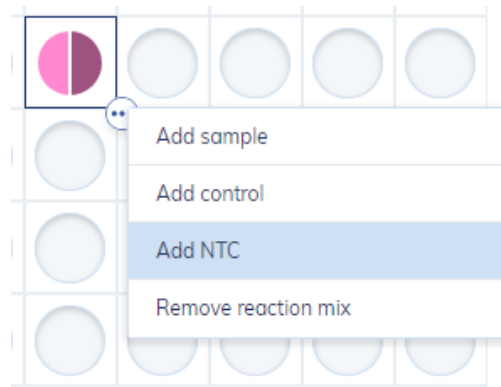 Add sample
Add control
Add NTC
Remove reaction mix